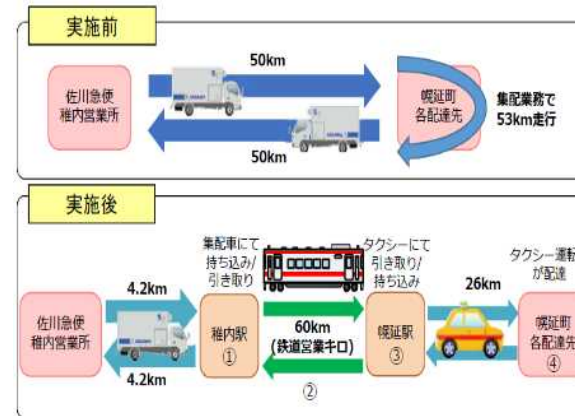 実施前
50km
佐川急便
稚内営業所
幌延町
各配達先
集配業務で
53km走行
50km
実施後
集配車にて
持ち込み/
引き取り
タクシーにて
引き取り/
持ち込み
タクシー運転
が配達
4.2km
26km
佐川急便
稚内営業所
稚内駅
①
60km
(鉄道営業キロ)
幌延駅
③
幌延町
各配達先
④
4.2km
②